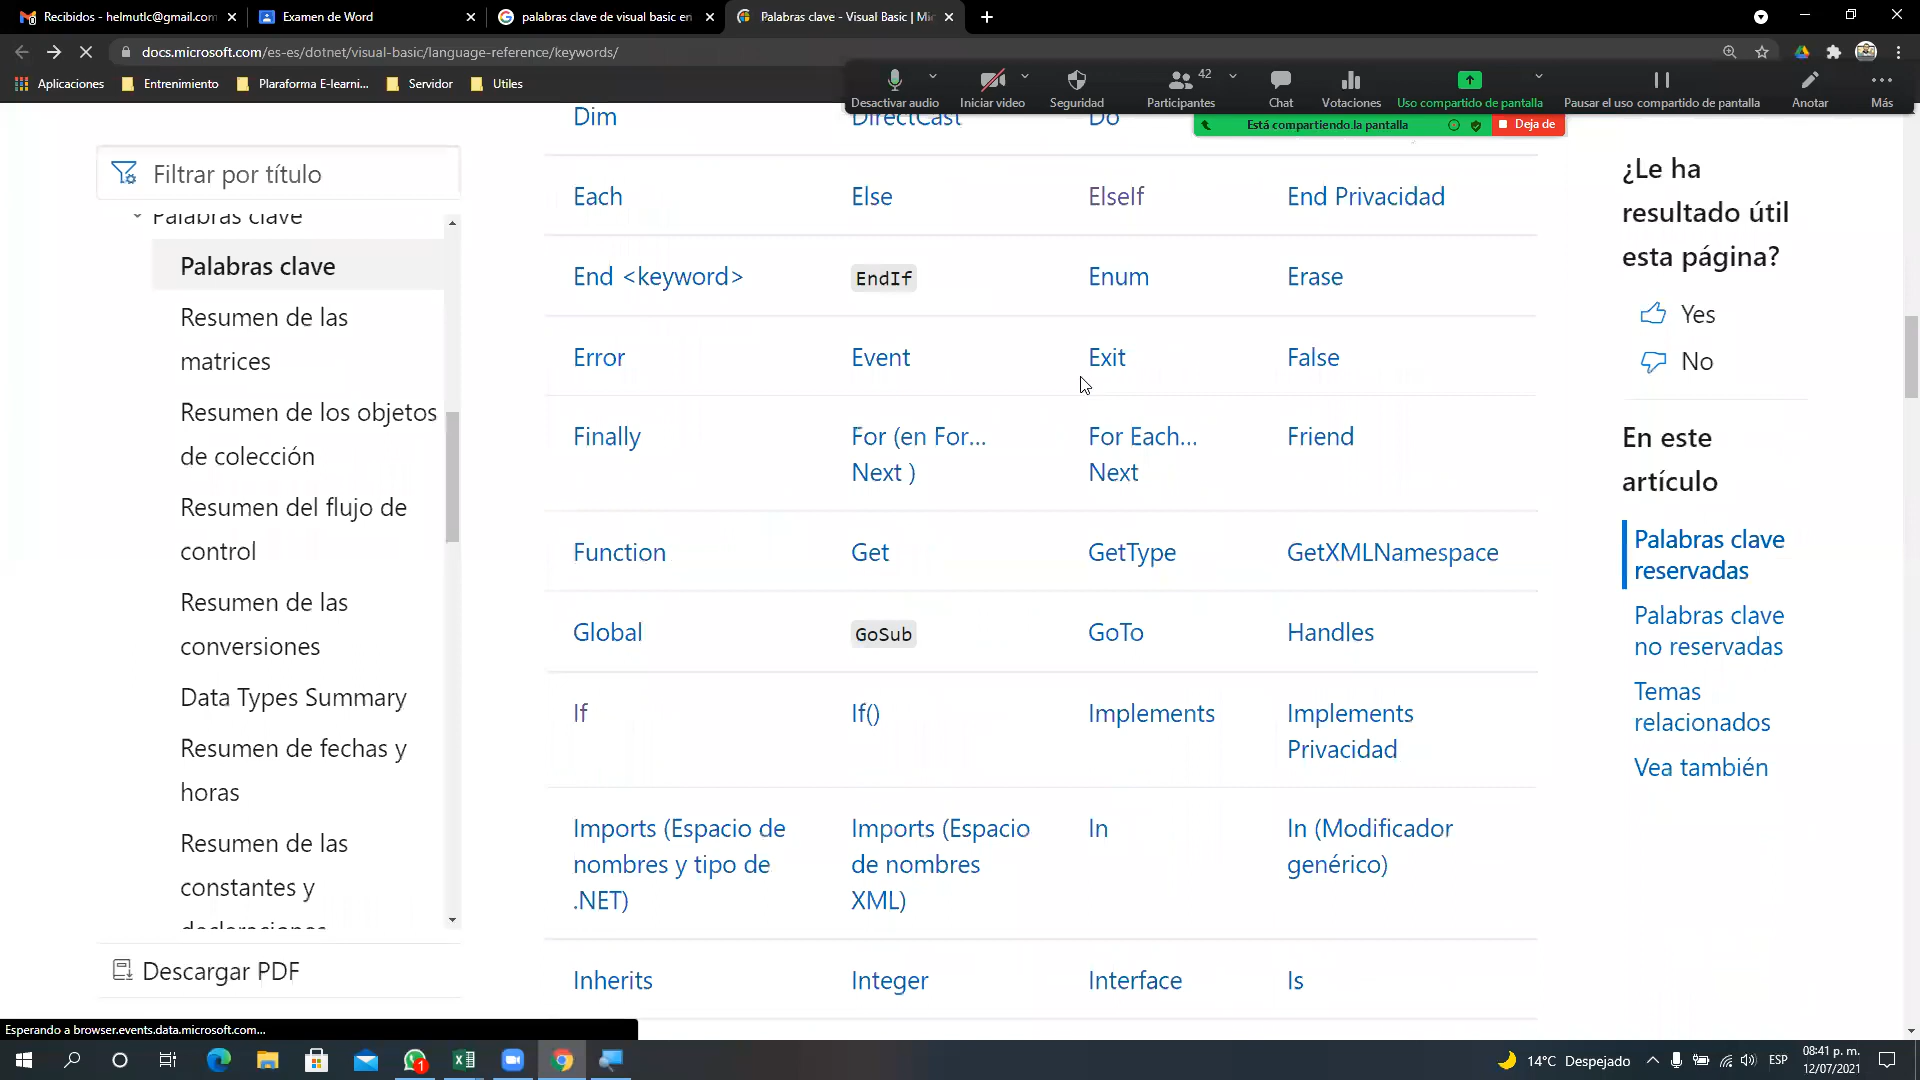 Recibidos - helmutlc@gmail.com
Examen de Word
palabras clave de visual basic en
Palabras clave - Visual Basic | Mi
docs.microsoft.com/es-es/dotnet/visual-basic/language-reference/keywords/
Aplicaciones
Entrenimiento
Plaraforma E-learni...
Servidor
Utiles
Desactivar audio
Iniciar video
Seguridad
42
Participantes
Chat
Votaciones
Uso compartido de pantalla
Pausar el uso compartido de pantalla
Anotar
Más
Está compartiendo la pantalla
Deja de
Filtrar por título
Palabras clave
Palabras clave
Resumen de las
matrices
Resumen de los objetos
de colección
Resumen del flujo de
control
Resumen de las
conversiones
Data Types Summary
Resumen de fechas y
horas
Resumen de las
constantes y
declaraciones
Descargar PDF
Dim DirectCast Do
Each Else ElseIf End Privacidad
End <keyword> EndIf Enum Erase
Error Event Exit False
Finally For (en For... For Each... Friend
Next ) Next
Function Get GetType GetXMLNamespace
Global GoSub GoTo Handles
If If() Implements Implements
Privacidad
Imports (Espacio de Imports (Espacio In In (Modificador
nombres y tipo de de nombres genérico)
.NET) XML)
Inherits Integer Interface Is
¿Le ha
resultado útil
esta página?
Yes
No
En este
artículo
Palabras clave
reservadas
Palabras clave
no reservadas
Temas
relacionados
Vea también
Esperando a browser.events.data.microsoft.com...
1
14°C Despejado
ESP
08:41 p. m.
12/07/2021